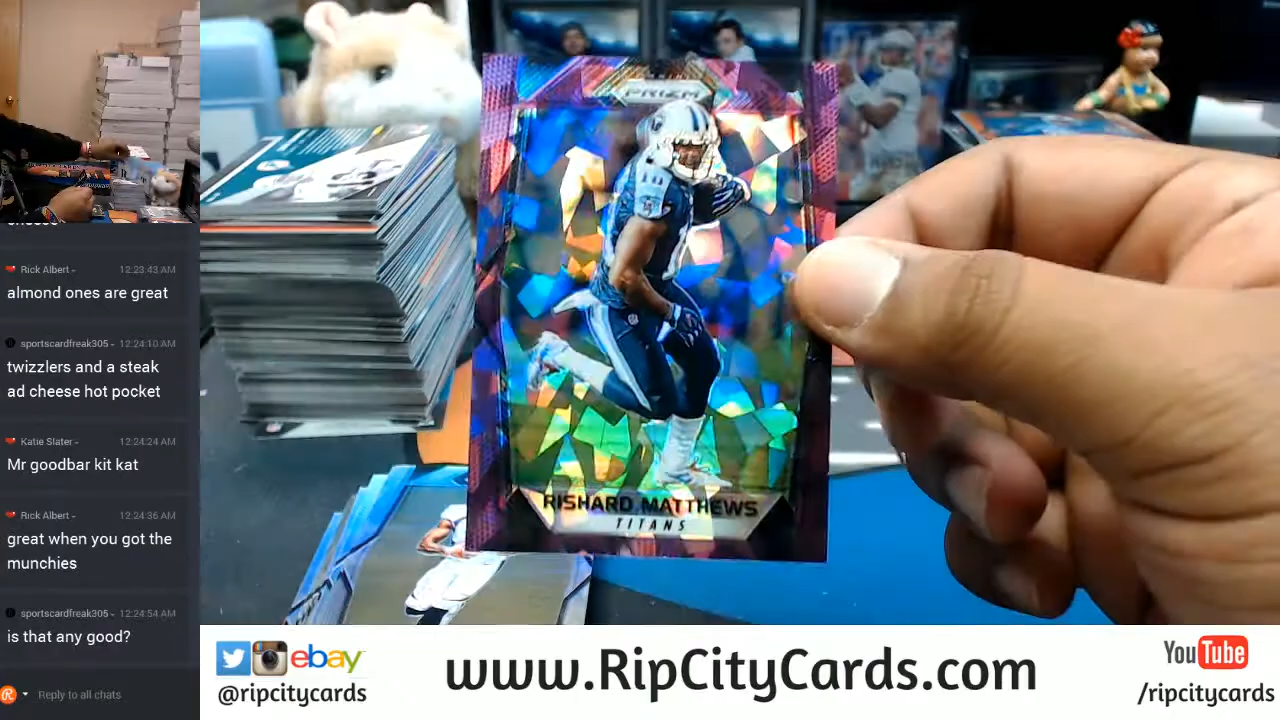 cheese
Rick Albert -
12:23:43 AM
almond ones are great
sportscardfreak305 -
12:24:10 AM
twizzlers and a steak
ad cheese hot pocket
Katie Slater -
12:24:24 AM
Mr goodbar kit kat
Rick Albert -
12:24:36 AM
great when you got the
munchies
sportscardfreak305 -
12:24:54 AM
is that any good?
Reply to all chats
PRIZM
RISHARD MATTHEWS
TITANS
ebay
@ripcitycards
www.RipCityCards.com
YouTube
/ripcitycards